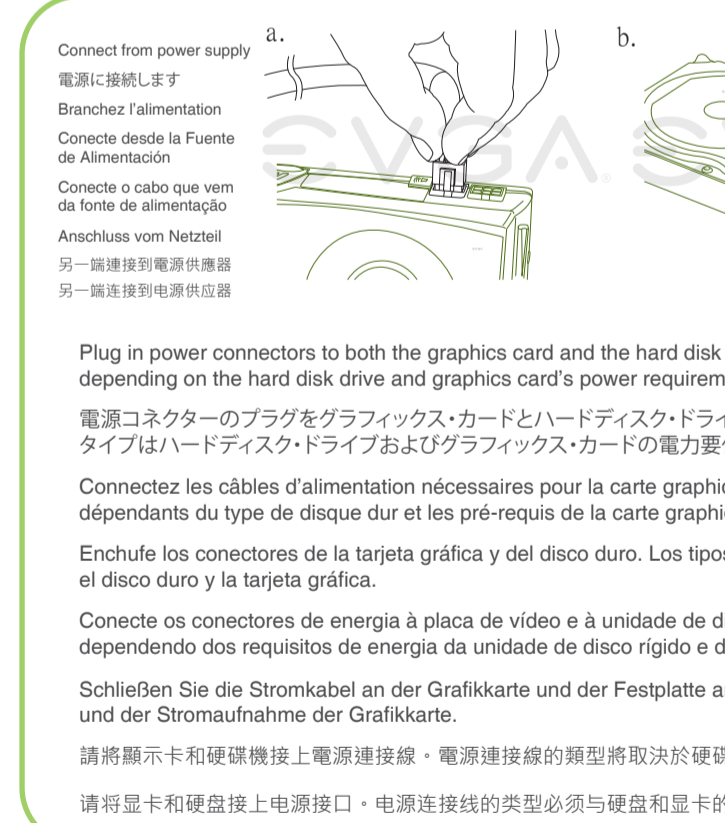 Connect from power supply
電源に接続します
Branchez l'alimentation
Conecte desde la Fuente
de Alimentación
Conecte o cabo que vem
da fonte de alimentação
Anschluss vom Netzteil
另一端連接到電源供應器
另一端连接到电源供应器
a.
b.
EVGA
Plug in power connectors to both the graphics card and the hard disk
depending on the hard disk drive and graphics card's power requirem
電源コネクターのプラグをグラフィックス・カードとハードディスク・ドライ
タイプはハードディスク・ドライブおよびグラフィックス・カードの電力要
Connectez les câbles d'alimentation nécessaires pour la carte graphi
dépendants du type de disque dur et les pré-requis de la carte graphi
Enchufe los conectores de la tarjeta gráfica y del disco duro. Los tipos
el disco duro y la tarjeta gráfica.
Conecte os conectores de energia à placa de vídeo e à unidade de di
dependendo dos requisitos de energia da unidade de disco rígido e d
Schließen Sie die Stromkabel an der Grafikkarte und der Festplatte a
und der Stromaufnahme der Grafikkarte.
請將顯示卡和硬碟機接上電源連接線。電源連接線的類型將取決於硬碟
请将显卡和硬盘接上电源接口。电源连接线的类型必须与硬盘和显卡的